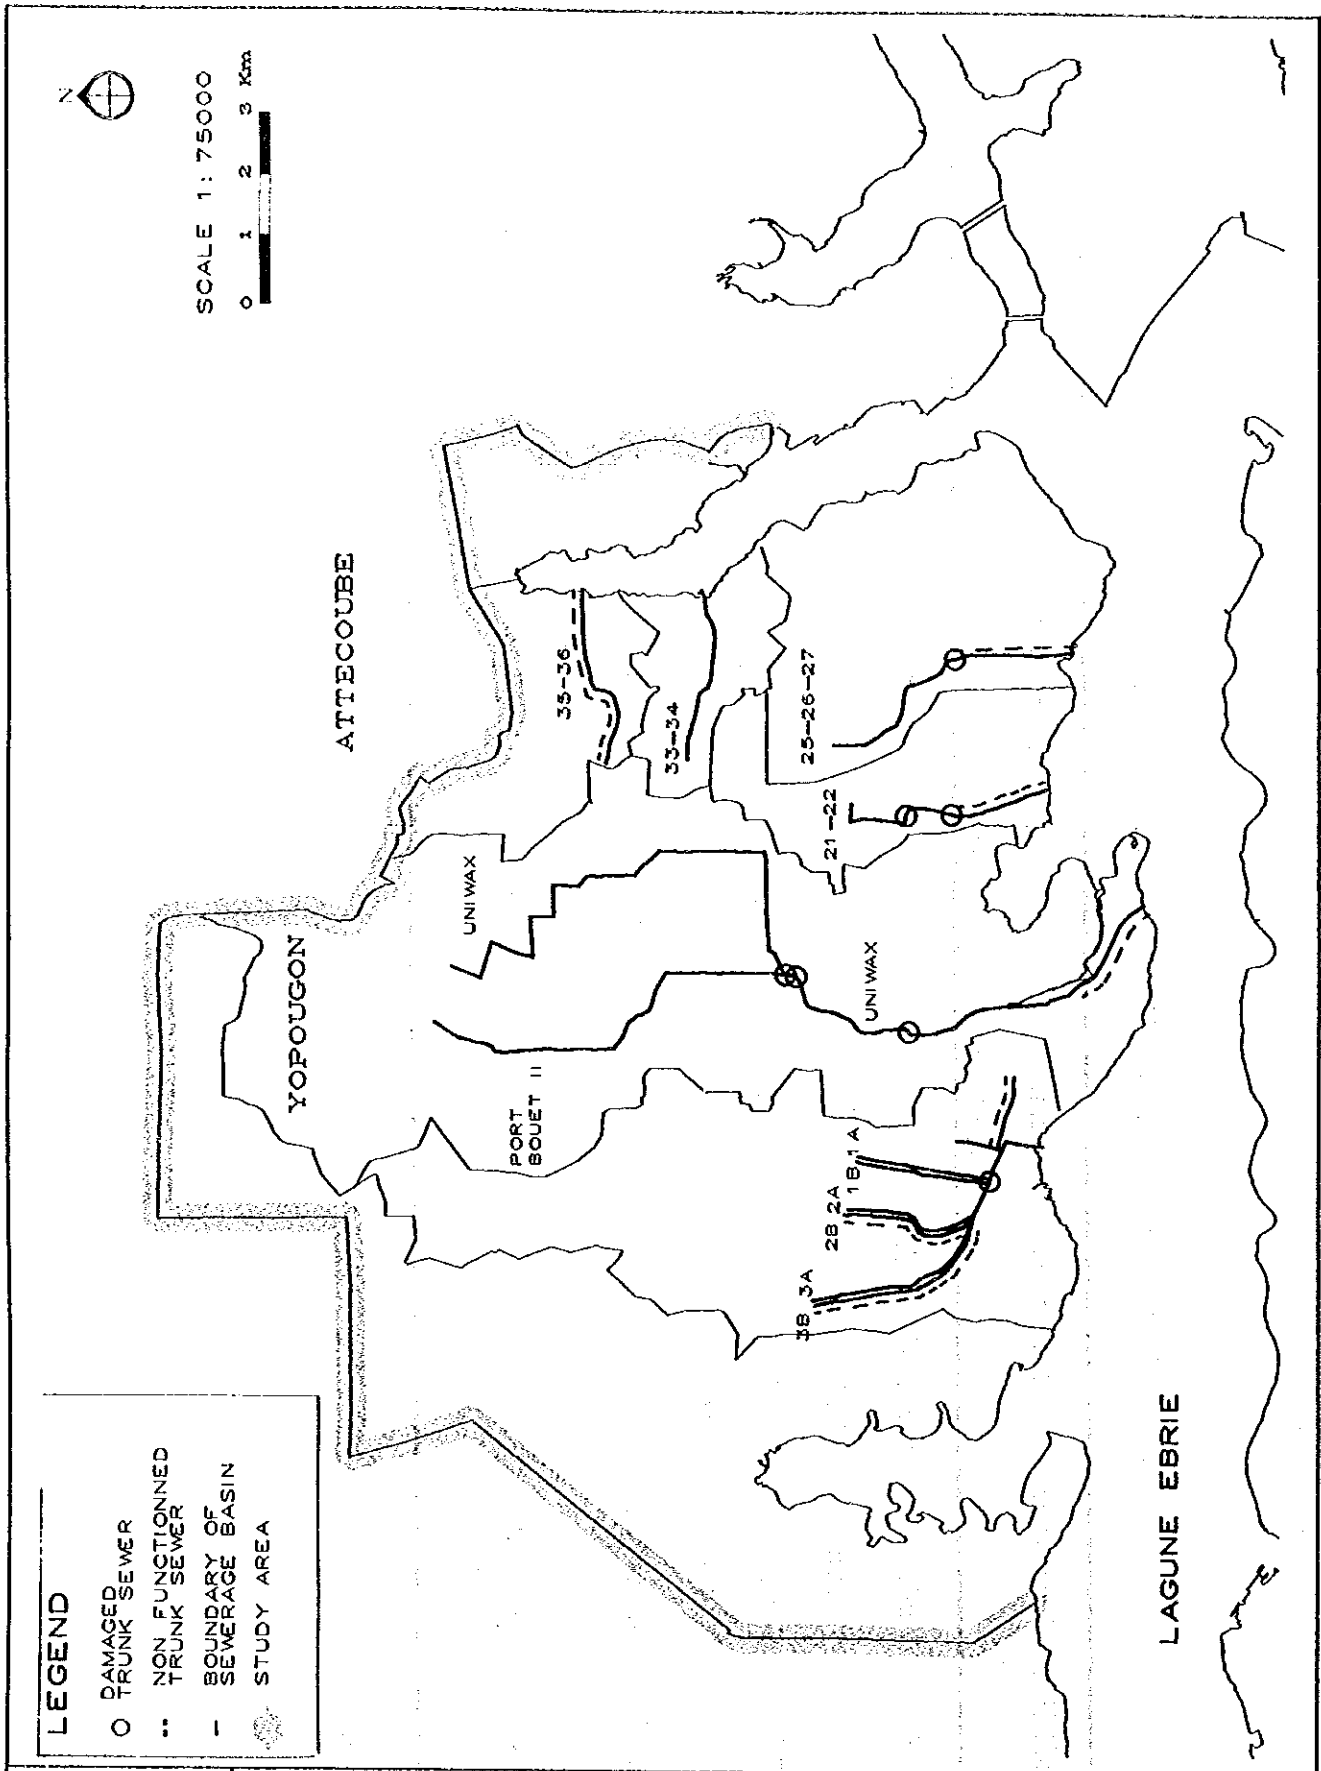 LEGEND
DAMAGED
TRUNK SEWER
NON FUNCTIONNED
TRUNK SEWER
BOUNDARY OF
SEWERAGE BASIN
STUDY AREA
N
SCALE 1:75000
0 1 2 3 Km
ATTECOUBE
YOPOUGON
UNIWAX
PORT
BOUET II
35-36
33-34
25-26-27
21-22
UNIWAX
1B 1A
2B 2A
3B 3A
LAGUNE EBRIE